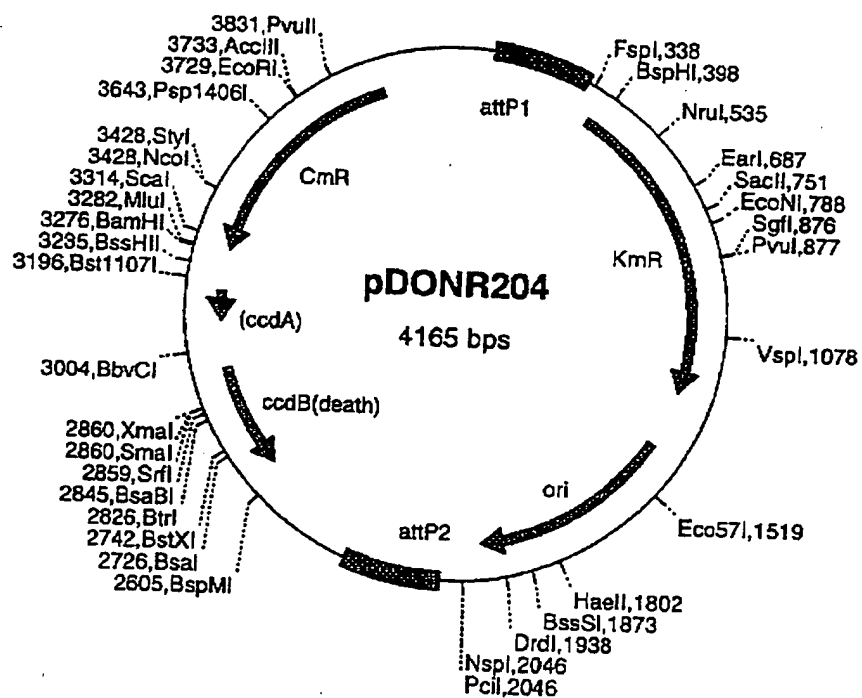 3831,PvuII
3733,AccIII
3729,EcoRI
3643,Psp1406I
3428,StyI
3428,NcoI
3314,ScaI
3282,MluI
3276,BamHI
3235,BssHII
3196,Bst1107I
3004,BbvCI
2860,XmaI
2860,SmaI
2859,SrfI
2845,BsaBI
2826,BtrI
2742,BstXI
2726,BsaI
2605,BspMI
FspI,338
BspHI,398
NruI,535
EarI,687
SacII,751
EcoNI,788
SgfI,876
PvuI,877
VspI,1078
Eco57I,1519
HaeII,1802
BssSI,1873
DrdI,1938
NspI,2046
PciI,2046
attP1
CmR
KmR
pDONR204
4165 bps
(ccdA)
ccdB(death)
ori
attP2